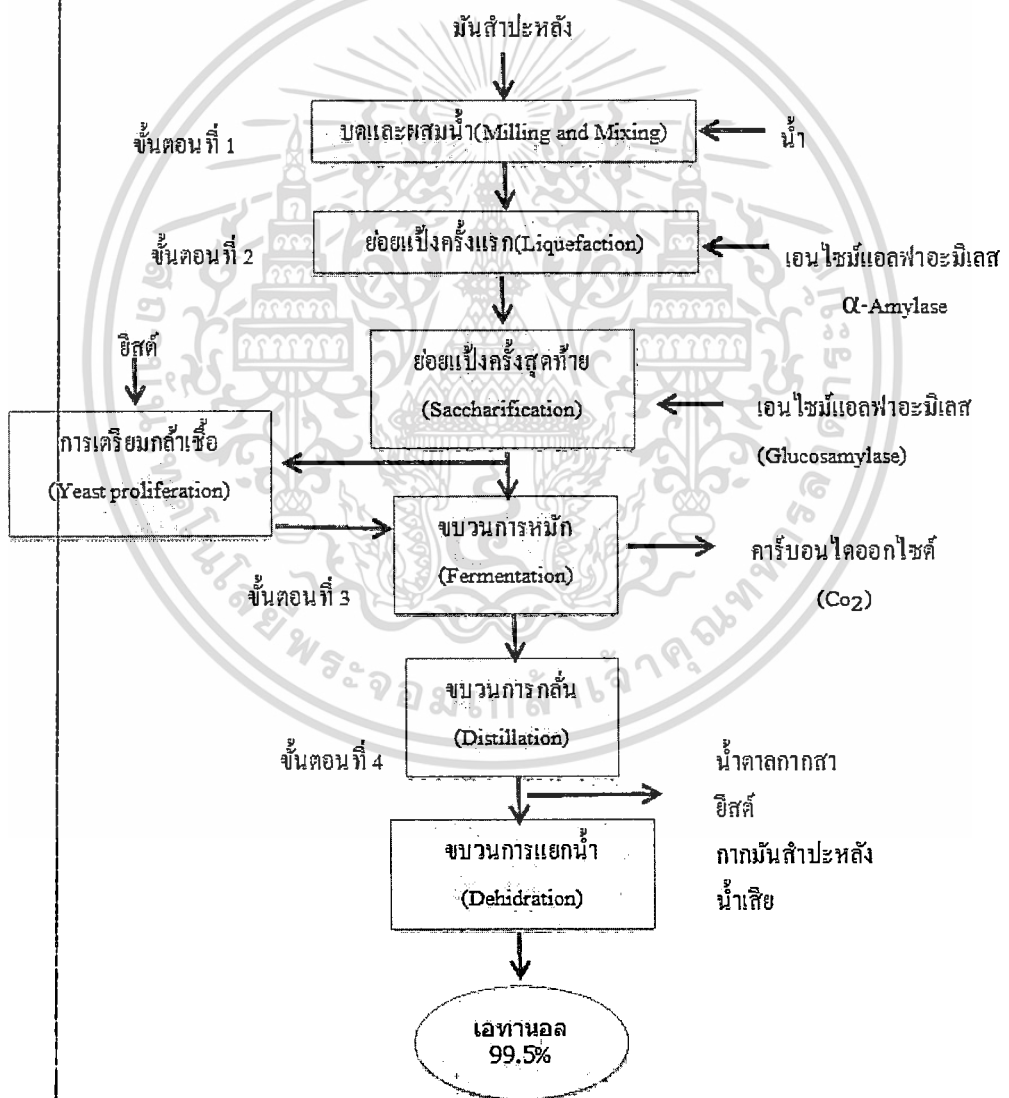 มันสำปะหลัง
ขั้นตอนที่ 1
บดและผสมน้ำ(Milling and Mixing)
น้ำ
ขั้นตอนที่ 2
ย่อยแป้งครั้งแรก(Liquefaction)
เอนไซม์แอลฟาอะมิเลส
α-Amylase
ยีสต์
ย่อยแป้งครั้งสุดท้าย
(Saccharification)
เอนไซม์แอลฟาอะมิเลส
(Glucosamylase)
การเตรียมกล้าเชื้อ
(Yeast proliferation)
ขบวนการหมัก
(Fermentation)
คาร์บอนไดออกไซต์
(Co2)
ขั้นตอนที่ 3
ขบวนการกลั่น
(Distillation)
ขั้นตอนที่ 4
น้ำตาลกากสา
ยีสต์
กากมันสำปะหลัง
น้ำเสีย
ขบวนการแยกน้ำ
(Dehidration)
เอทานอล
99.5%